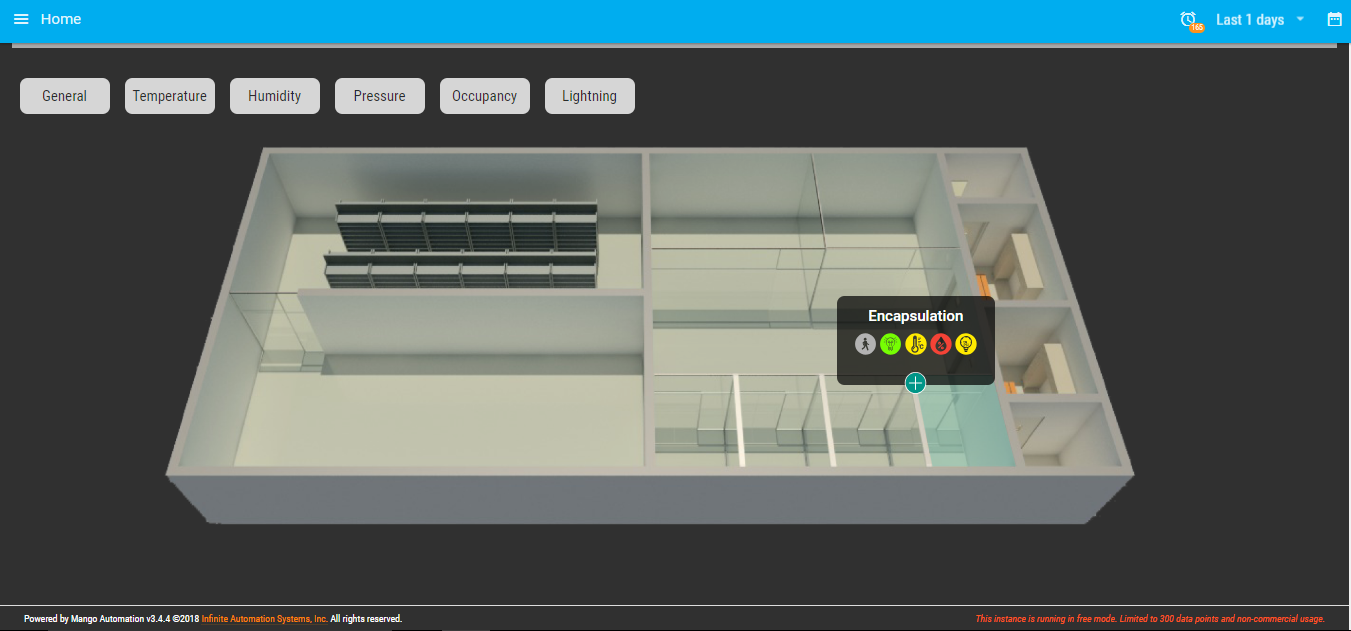 Home
165
Last 1 days
General
Temperature
Humidity
Pressure
Occupancy
Lightning
Encapsulation
Powered by Mango Automation v3.4.4 ©2018 Infinite Automation Systems, Inc. All rights reserved.
This instance is running in free mode. Limited to 300 data points and non-commercial usage.